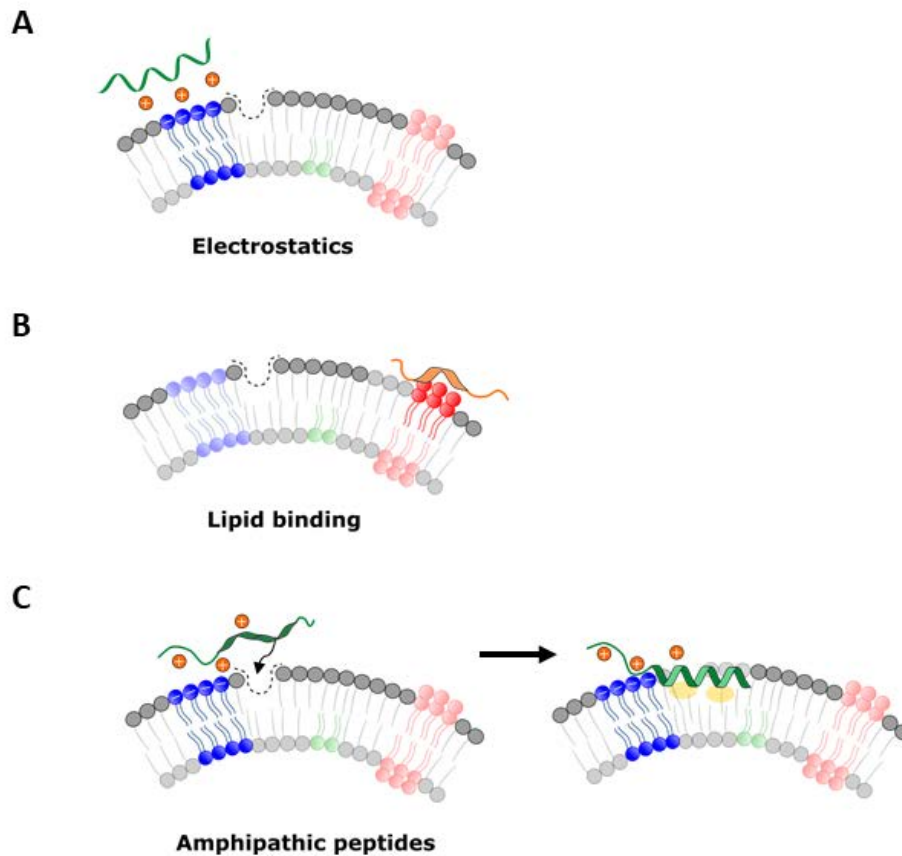 A
Electrostatics
B
Lipid binding
C
Amphipathic peptides